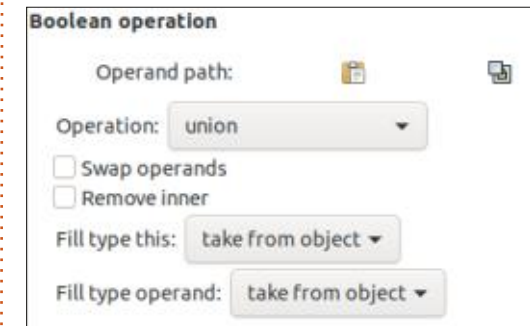 Boolean operation
Operand path:
Operation: union
Swap operands
Remove inner
Fill type this: take from object
Fill type operand: take from object